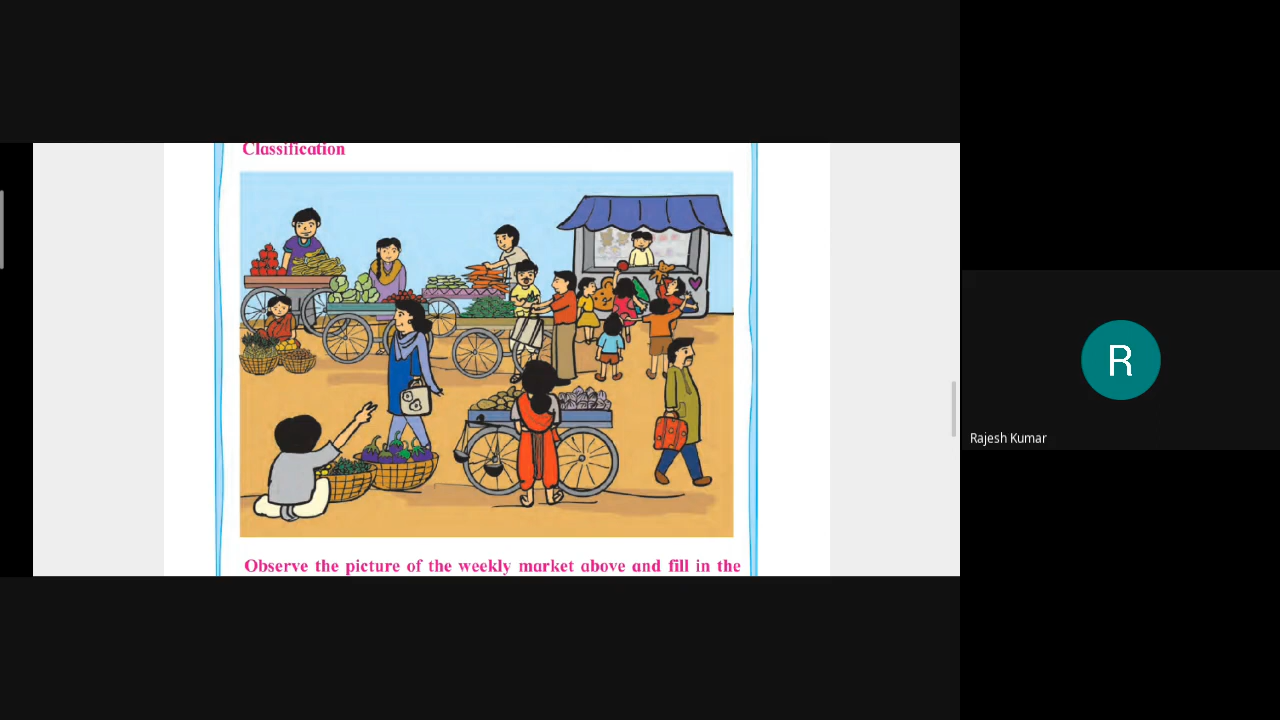 Classification
Observe the picture of the weekly market above and fill in the
R
Rajesh Kumar